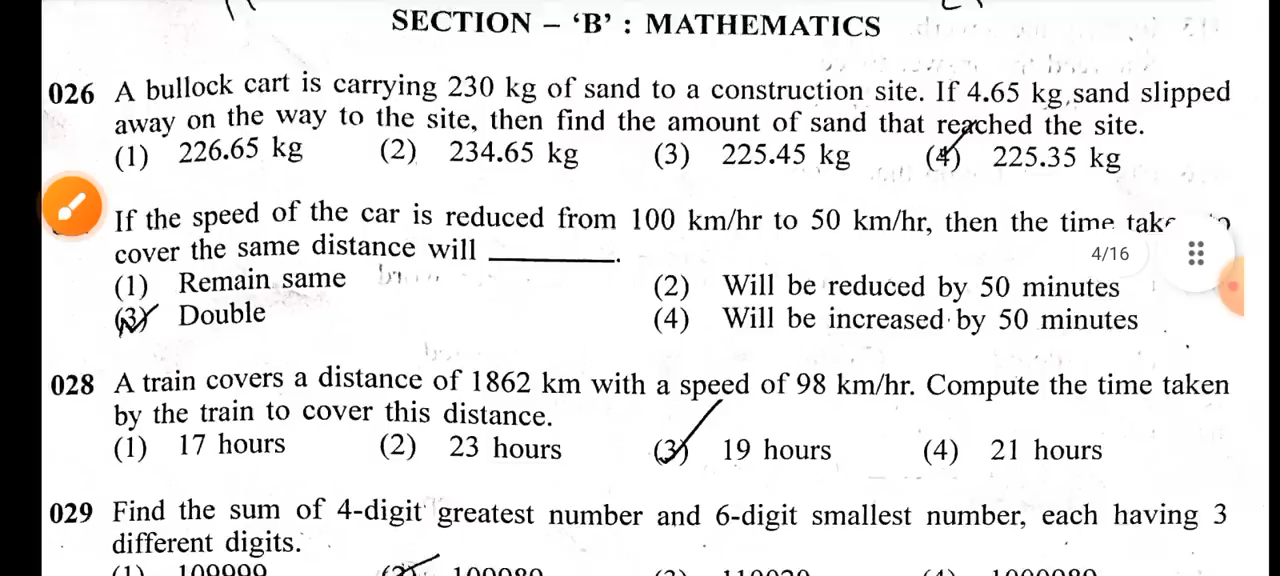 SECTION – ‘B’ : MATHEMATICS
026 A bullock cart is carrying 230 kg of sand to a construction site. If 4.65 kg sand slipped
away on the way to the site, then find the amount of sand that reached the site.
(1) 226.65 kg (2) 234.65 kg (3) 225.45 kg (4) 225.35 kg
If the speed of the car is reduced from 100 km/hr to 50 km/hr, then the time
cover the same distance will ________.
4/16
(1) Remain same (2) Will be reduced by 50 minutes
(3) Double (4) Will be increased by 50 minutes
028 A train covers a distance of 1862 km with a speed of 98 km/hr. Compute the time taken
by the train to cover this distance.
(1) 17 hours (2) 23 hours (3) 19 hours (4) 21 hours
029 Find the sum of 4-digit greatest number and 6-digit smallest number, each having 3
different digits.
(1) 109999